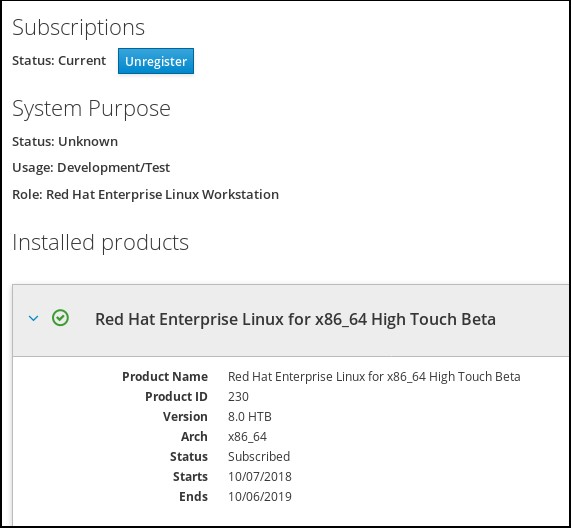 Subscriptions
Status: Current Unregister
System Purpose
Status: Unknown
Usage: Development/Test
Role: Red Hat Enterprise Linux Workstation
Installed products
Red Hat Enterprise Linux for x86_64 High Touch Beta
Product Name Red Hat Enterprise Linux for x86_64 High Touch Beta
Product ID 230
Version 8.0 HTB
Arch x86_64
Status Subscribed
Starts 10/07/2018
Ends 10/06/2019